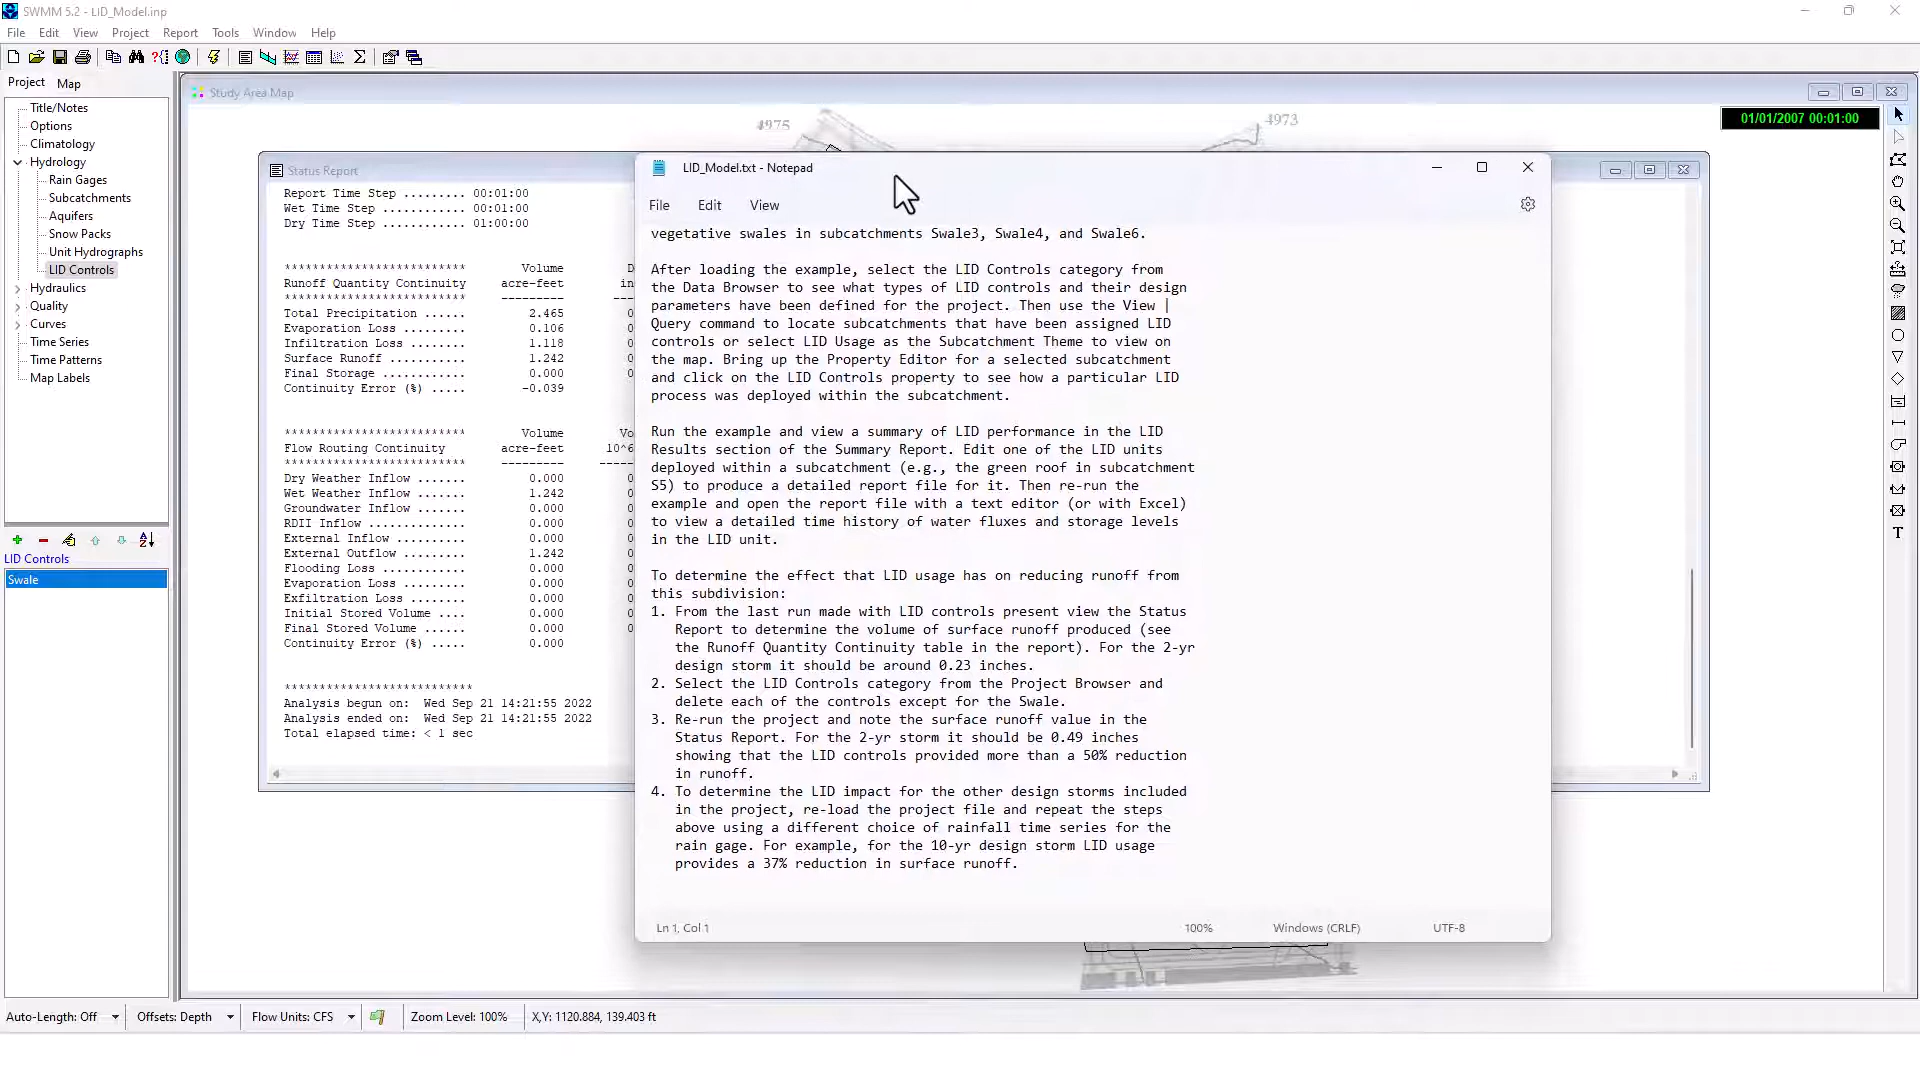 SWMM 5.2 - LID_Model.inp
File Edit View Project Report Tools Window Help
Project Map
Title/Notes
Options
Climatology
Hydrology
Rain Gages
Subcatchments
Aquifers
Snow Packs
Unit Hydrographs
LID Controls
Hydraulics
Quality
Curves
Time Series
Time Patterns
Map Labels
LID Controls
Swale
Study Area Map
01/01/2007 00:01:00
4975
4973
Status Report
Report Time Step ......... 00:01:00
Wet Time Step ............ 00:01:00
Dry Time Step ............ 01:00:00
************************** Volume D
Runoff Quantity Continuity acre-feet in
************************** --------- 
Total Precipitation ...... 2.465 0
Evaporation Loss ......... 0.106 0
Infiltration Loss ........ 1.118 0
Surface Runoff ........... 1.242 0
Final Storage ............ 0.000 0
Continuity Error (%) ..... -0.039
************************** Volume Vo
Flow Routing Continuity acre-feet 10^6
************************** --------- -----
Dry Weather Inflow ....... 0.000 0
Wet Weather Inflow ....... 1.242 0
Groundwater Inflow ....... 0.000 0
RDII Inflow .............. 0.000 0
External Inflow .......... 0.000 0
External Outflow ......... 1.242 0
Flooding Loss ............ 0.000 0
Evaporation Loss ......... 0.000 0
Exfiltration Loss ........ 0.000 0
Initial Stored Volume .... 0.000 0
Final Stored Volume ...... 0.000 0
Continuity Error (%) ..... 0.000
***************************
Analysis begun on: Wed Sep 21 14:21:55 2022
Analysis ended on: Wed Sep 21 14:21:55 2022
Total elapsed time: < 1 sec
LID_Model.txt - Notepad
File Edit View
vegetative swales in subcatchments Swale3, Swale4, and Swale6.
After loading the example, select the LID Controls category from
the Data Browser to see what types of LID controls and their design
parameters have been defined for the project. Then use the View |
Query command to locate subcatchments that have been assigned LID
controls or select LID Usage as the Subcatchment Theme to view on
the map. Bring up the Property Editor for a selected subcatchment
and click on the LID Controls property to see how a particular LID
process was deployed within the subcatchment.
Run the example and view a summary of LID performance in the LID
Results section of the Summary Report. Edit one of the LID units
deployed within a subcatchment (e.g., the green roof in subcatchment
S5) to produce a detailed report file for it. Then re-run the
example and open the report file with a text editor (or with Excel)
to view a detailed time history of water fluxes and storage levels
in the LID unit.
To determine the effect that LID usage has on reducing runoff from
this subdivision:
1. From the last run made with LID controls present view the Status
Report to determine the volume of surface runoff produced (see
the Runoff Quantity Continuity table in the report). For the 2-yr
design storm it should be around 0.23 inches.
2. Select the LID Controls category from the Project Browser and
delete each of the controls except for the Swale.
3. Re-run the project and note the surface runoff value in the
Status Report. For the 2-yr storm it should be 0.49 inches
showing that the LID controls provided more than a 50% reduction
in runoff.
4. To determine the LID impact for the other design storms included
in the project, re-load the project file and repeat the steps
above using a different choice of rainfall time series for the
rain gage. For example, for the 10-yr design storm LID usage
provides a 37% reduction in surface runoff.
Ln 1, Col 1 100% Windows (CRLF) UTF-8
Auto-Length: Off Offsets: Depth Flow Units: CFS Zoom Level: 100% X,Y: 1120.884, 139.403 ft